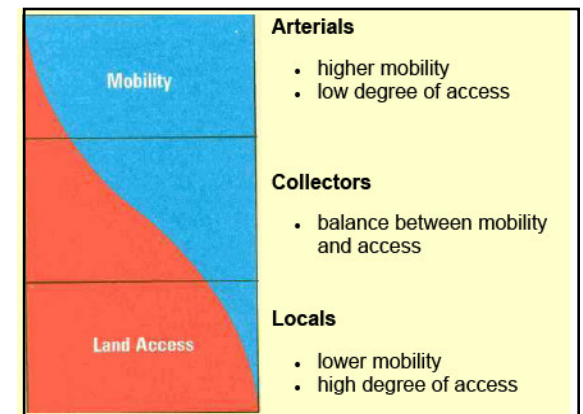 Arterials
Mobility
• higher mobility
• low degree of access
Collectors
• balance between mobility
and access
Locals
Land Access
• lower mobility
• high degree of access